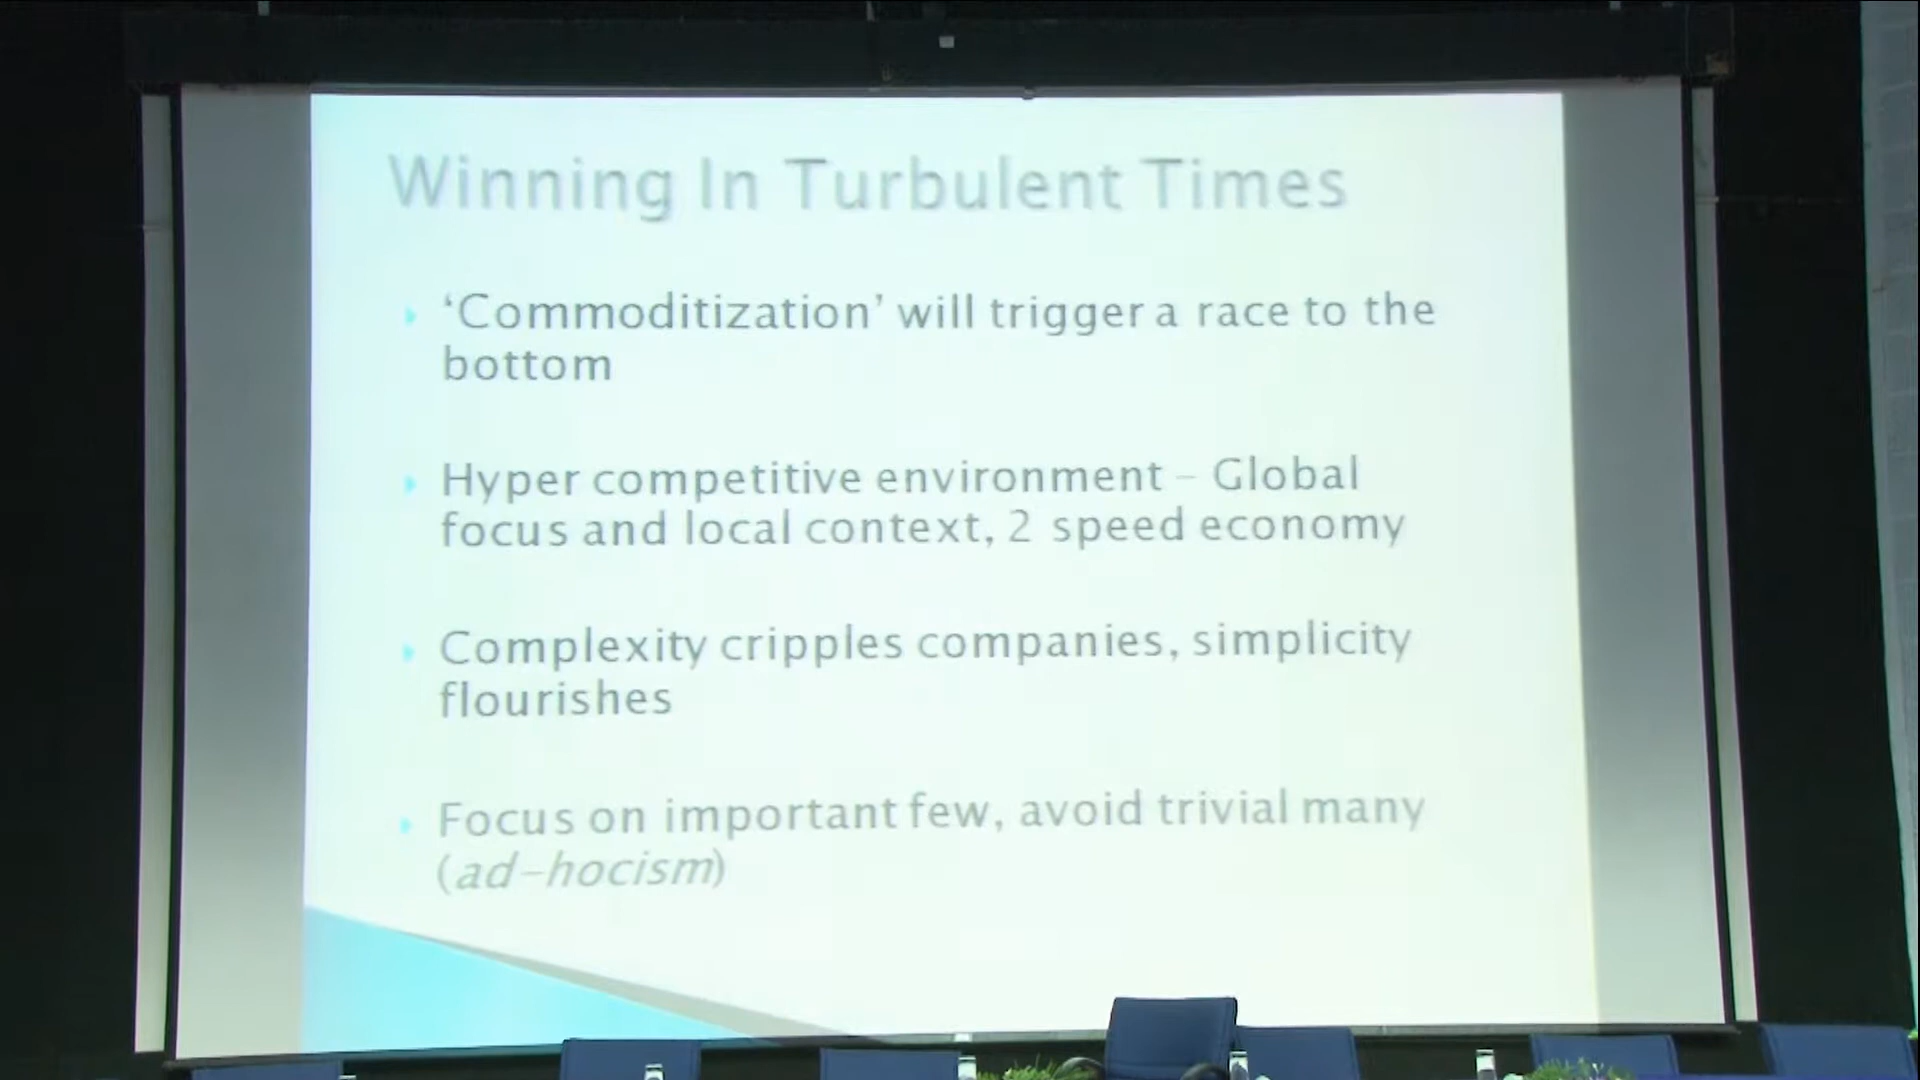 Winning In Turbulent Times
‘Commoditization’ will trigger a race to the
bottom
Hyper competitive environment – Global
focus and local context, 2 speed economy
Complexity cripples companies, simplicity
flourishes
Focus on important few, avoid trivial many
(ad-hocism)